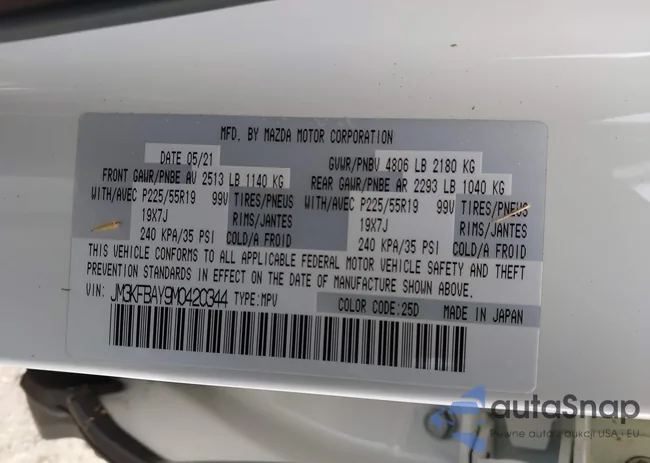 MFD. BY MAZDA MOTOR CORPORATION
DATE 05/21 GVWR/PNBV 4806 LB 2180 KG
FRONT GAWR/PNBE AV 2513 LB 1140 KG REAR GAWR/PNBE AR 2293 LB 1040 KG
WITH/AVEC P225/55R19 99V TIRES/PNEUS WITH/AVEC P225/55R19 99V TIRES/PNEUS
19X7J RIMS/JANTES 19X7J RIMS/JANTES
240 KPA/35 PSI COLD/A FROID 240 KPA/35 PSI COLD/A FROID
THIS VEHICLE CONFORMS TO ALL APPLICABLE FEDERAL MOTOR VEHICLE SAFETY AND THEFT
PREVENTION STANDARDS IN EFFECT ON THE DATE OF MANUFACTURE SHOWN ABOVE.
VIN: JM3KFBAY9M0420344 TYPE:MPV COLOR CODE:25D MADE IN JAPAN
autoSnap
Pewne auto z aukcji USA i EU